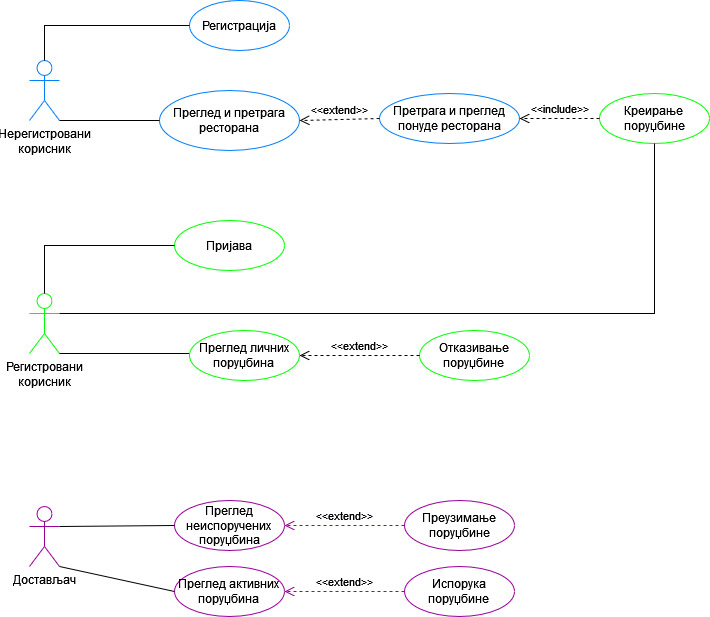 Регистрација
Нерегистровани
корисник
Преглед и претрага
ресторана
<<extend>>
Претрага и преглед
понуде ресторана
<<include>>
Креирање
поруџбине
Пријава
Регистровани
корисник
Преглед личних
поруџбина
<<extend>>
Отказивање
поруџбине
Достављач
Преглед
неиспоручених
поруџбина
<<extend>>
Преузимање
поруџбине
Преглед активних
поруџбина
<<extend>>
Испорука
поруџбине